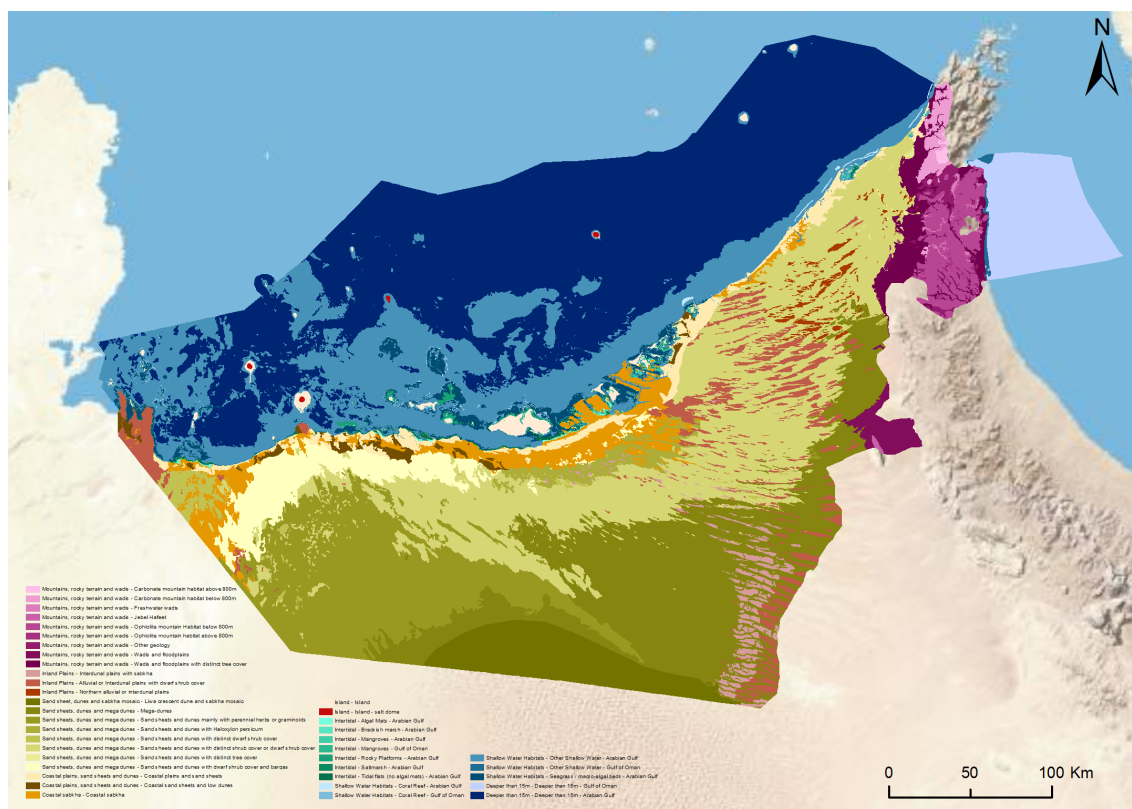 N
Mountains, rocky terrain and wadis - Carbonate mountain habitat above 800m
Mountains, rocky terrain and wadis - Carbonate mountain habitat below 800m
Mountains, rocky terrain and wadis - Freshwater wadis
Mountains, rocky terrain and wadis - Jebel Hafeet
Mountains, rocky terrain and wadis - Ophiolite mountain Habitat below 800m
Mountains, rocky terrain and wadis - Ophiolite mountain habitat above 800m
Mountains, rocky terrain and wadis - Other geology
Mountains, rocky terrain and wadis - Wadis and floodplains
Mountains, rocky terrain and wadis - Wadis and floodplains with distinct tree cover
Inland Plains - Interdunal plains with sabkha
Inland Plains - Alluvial or Interdunal plains with dwarf shrub cover
Inland Plains - Northern alluvial or interdunal plains
Sand sheet, dunes and sabkha mosaic - Liwa crescent dune and sabkha mosaic
Sand sheets, dunes and mega dunes - Mega-dunes
Sand sheets, dunes and mega dunes - Sand sheets and dunes mainly with perennial herbs or graminoids
Sand sheets, dunes and mega dunes - Sand sheets and dunes with Haloxylon persicum
Sand sheets, dunes and mega dunes - Sand sheets and dunes with distinct dwarf shrub cover
Sand sheets, dunes and mega dunes - Sand sheets and dunes with distinct shrub cover or dwarf shrub cover
Sand sheets, dunes and mega dunes - Sand sheets and dunes with distinct tree cover
Sand sheets, dunes and mega dunes - Sand sheets and dunes with dwarf shrub cover and barqas
Coastal plains, sand sheets and dunes - Coastal plains and sand sheets
Coastal plains, sand sheets and dunes - Coastal sand sheets and low dunes
Coastal sabkha - Coastal sabkha
Island - Island
Island - Island - salt dome
Intertidal - Algal Mats - Arabian Gulf
Intertidal - Brackish marsh - Arabian Gulf
Intertidal - Mangroves - Arabian Gulf
Intertidal - Mangroves - Gulf of Oman
Intertidal - Rocky Platforms - Arabian Gulf
Intertidal - Saltmarsh - Arabian Gulf
Intertidal - Tidal flats (no algal mats) - Arabian Gulf
Shallow Water Habitats - Coral Reef - Arabian Gulf
Shallow Water Habitats - Coral Reef - Gulf of Oman
Shallow Water Habitats - Other Shallow Water - Arabian Gulf
Shallow Water Habitats - Other Shallow Water - Gulf of Oman
Shallow Water Habitats - Seagrass / macro-algal beds - Arabian Gulf
Deeper than 15m - Deeper than 15m - Gulf of Oman
Deeper than 15m - Deeper than 15m - Arabian Gulf
0 50 100 Km